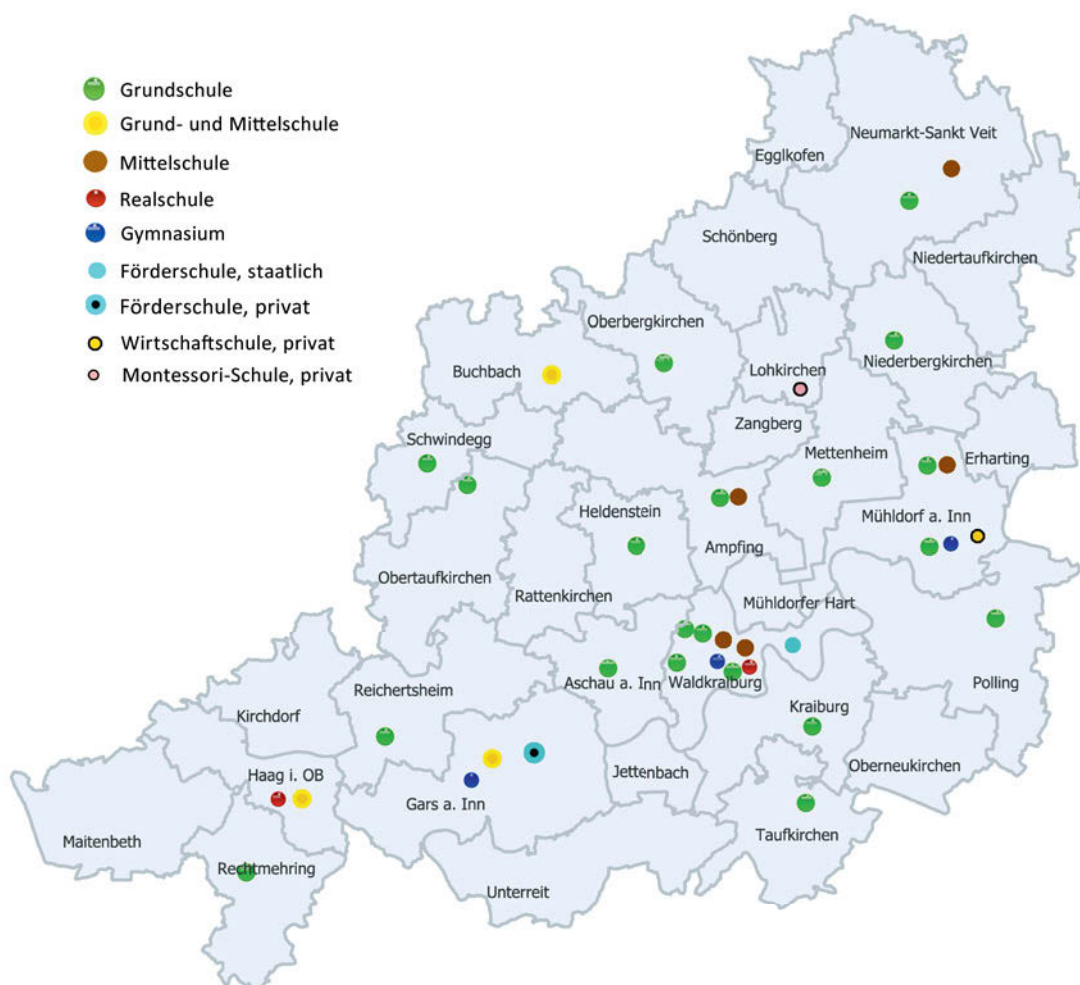 Grundschule
Grund- und Mittelschule
Mittelschule
Realschule
Gymnasium
Förderschule, staatlich
Förderschule, privat
Wirtschaftschule, privat
Montessori-Schule, privat
Neumarkt-Sankt Veit
Egglkofen
Schönberg
Niedertaufkirchen
Oberbergkirchen
Buchbach
Lohkirchen
Niederbergkirchen
Zangberg
Schwindegg
Mettenheim
Erharting
Heldenstein
Mühldorf a. Inn
Ampfing
Obertaufkirchen
Rattenkirchen
Mühldorfer Hart
Aschau a. Inn
Waldkraiburg
Polling
Reichertsheim
Kraiburg
Kirchdorf
Haag i. OB
Jettenbach
Oberneukirchen
Gars a. Inn
Maitenbeth
Taufkirchen
Rechtmehring
Unterreit